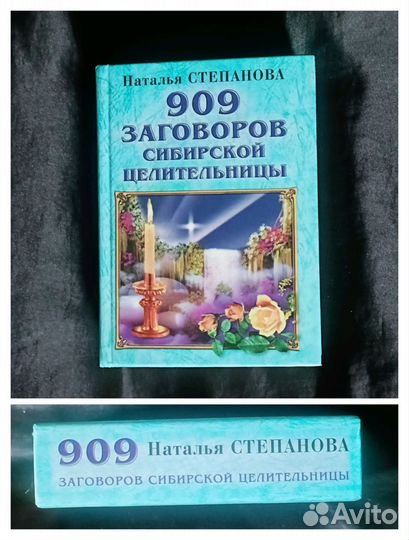 Наталья СТЕПАНОВА
909
ЗАГОВОРОВ
СИБИРСКОЙ
ЦЕЛИТЕЛЬНИЦЫ
909 Наталья СТЕПАНОВА
ЗАГОВОРОВ СИБИРСКОЙ ЦЕЛИТЕЛЬНИЦЫ
Avito